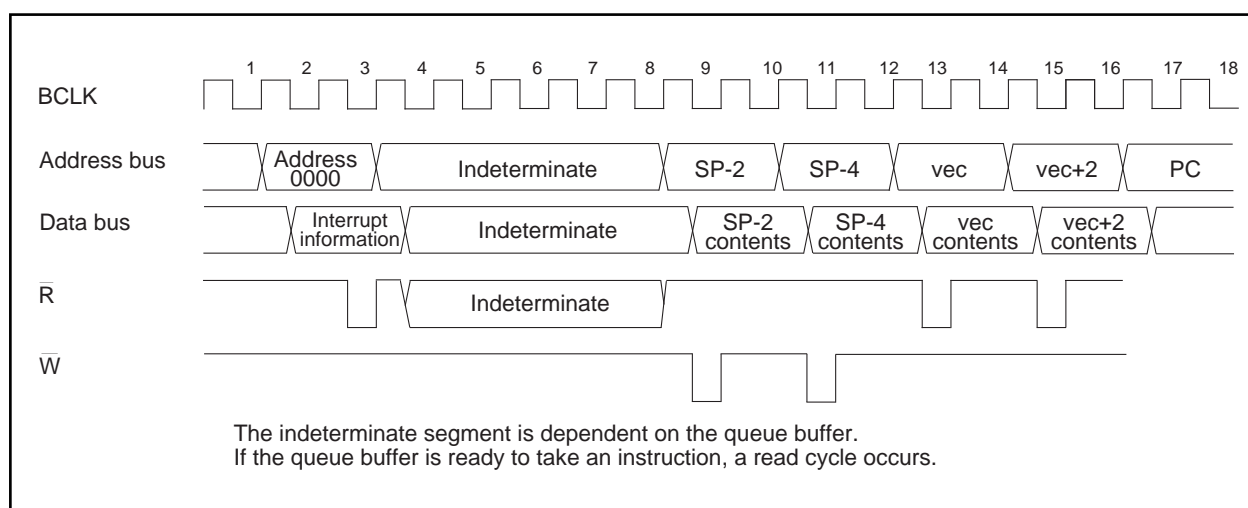 1 2 3 4 5 6 7 8 9 10 11 12 13 14 15 16 17 18
BCLK
Address bus
Address
0000
Indeterminate
SP-2
SP-4
vec
vec+2
PC
Data bus
Interrupt
information
Indeterminate
SP-2
contents
SP-4
contents
vec
contents
vec+2
contents
R̅
Indeterminate
W̅
The indeterminate segment is dependent on the queue buffer.
If the queue buffer is ready to take an instruction, a read cycle occurs.